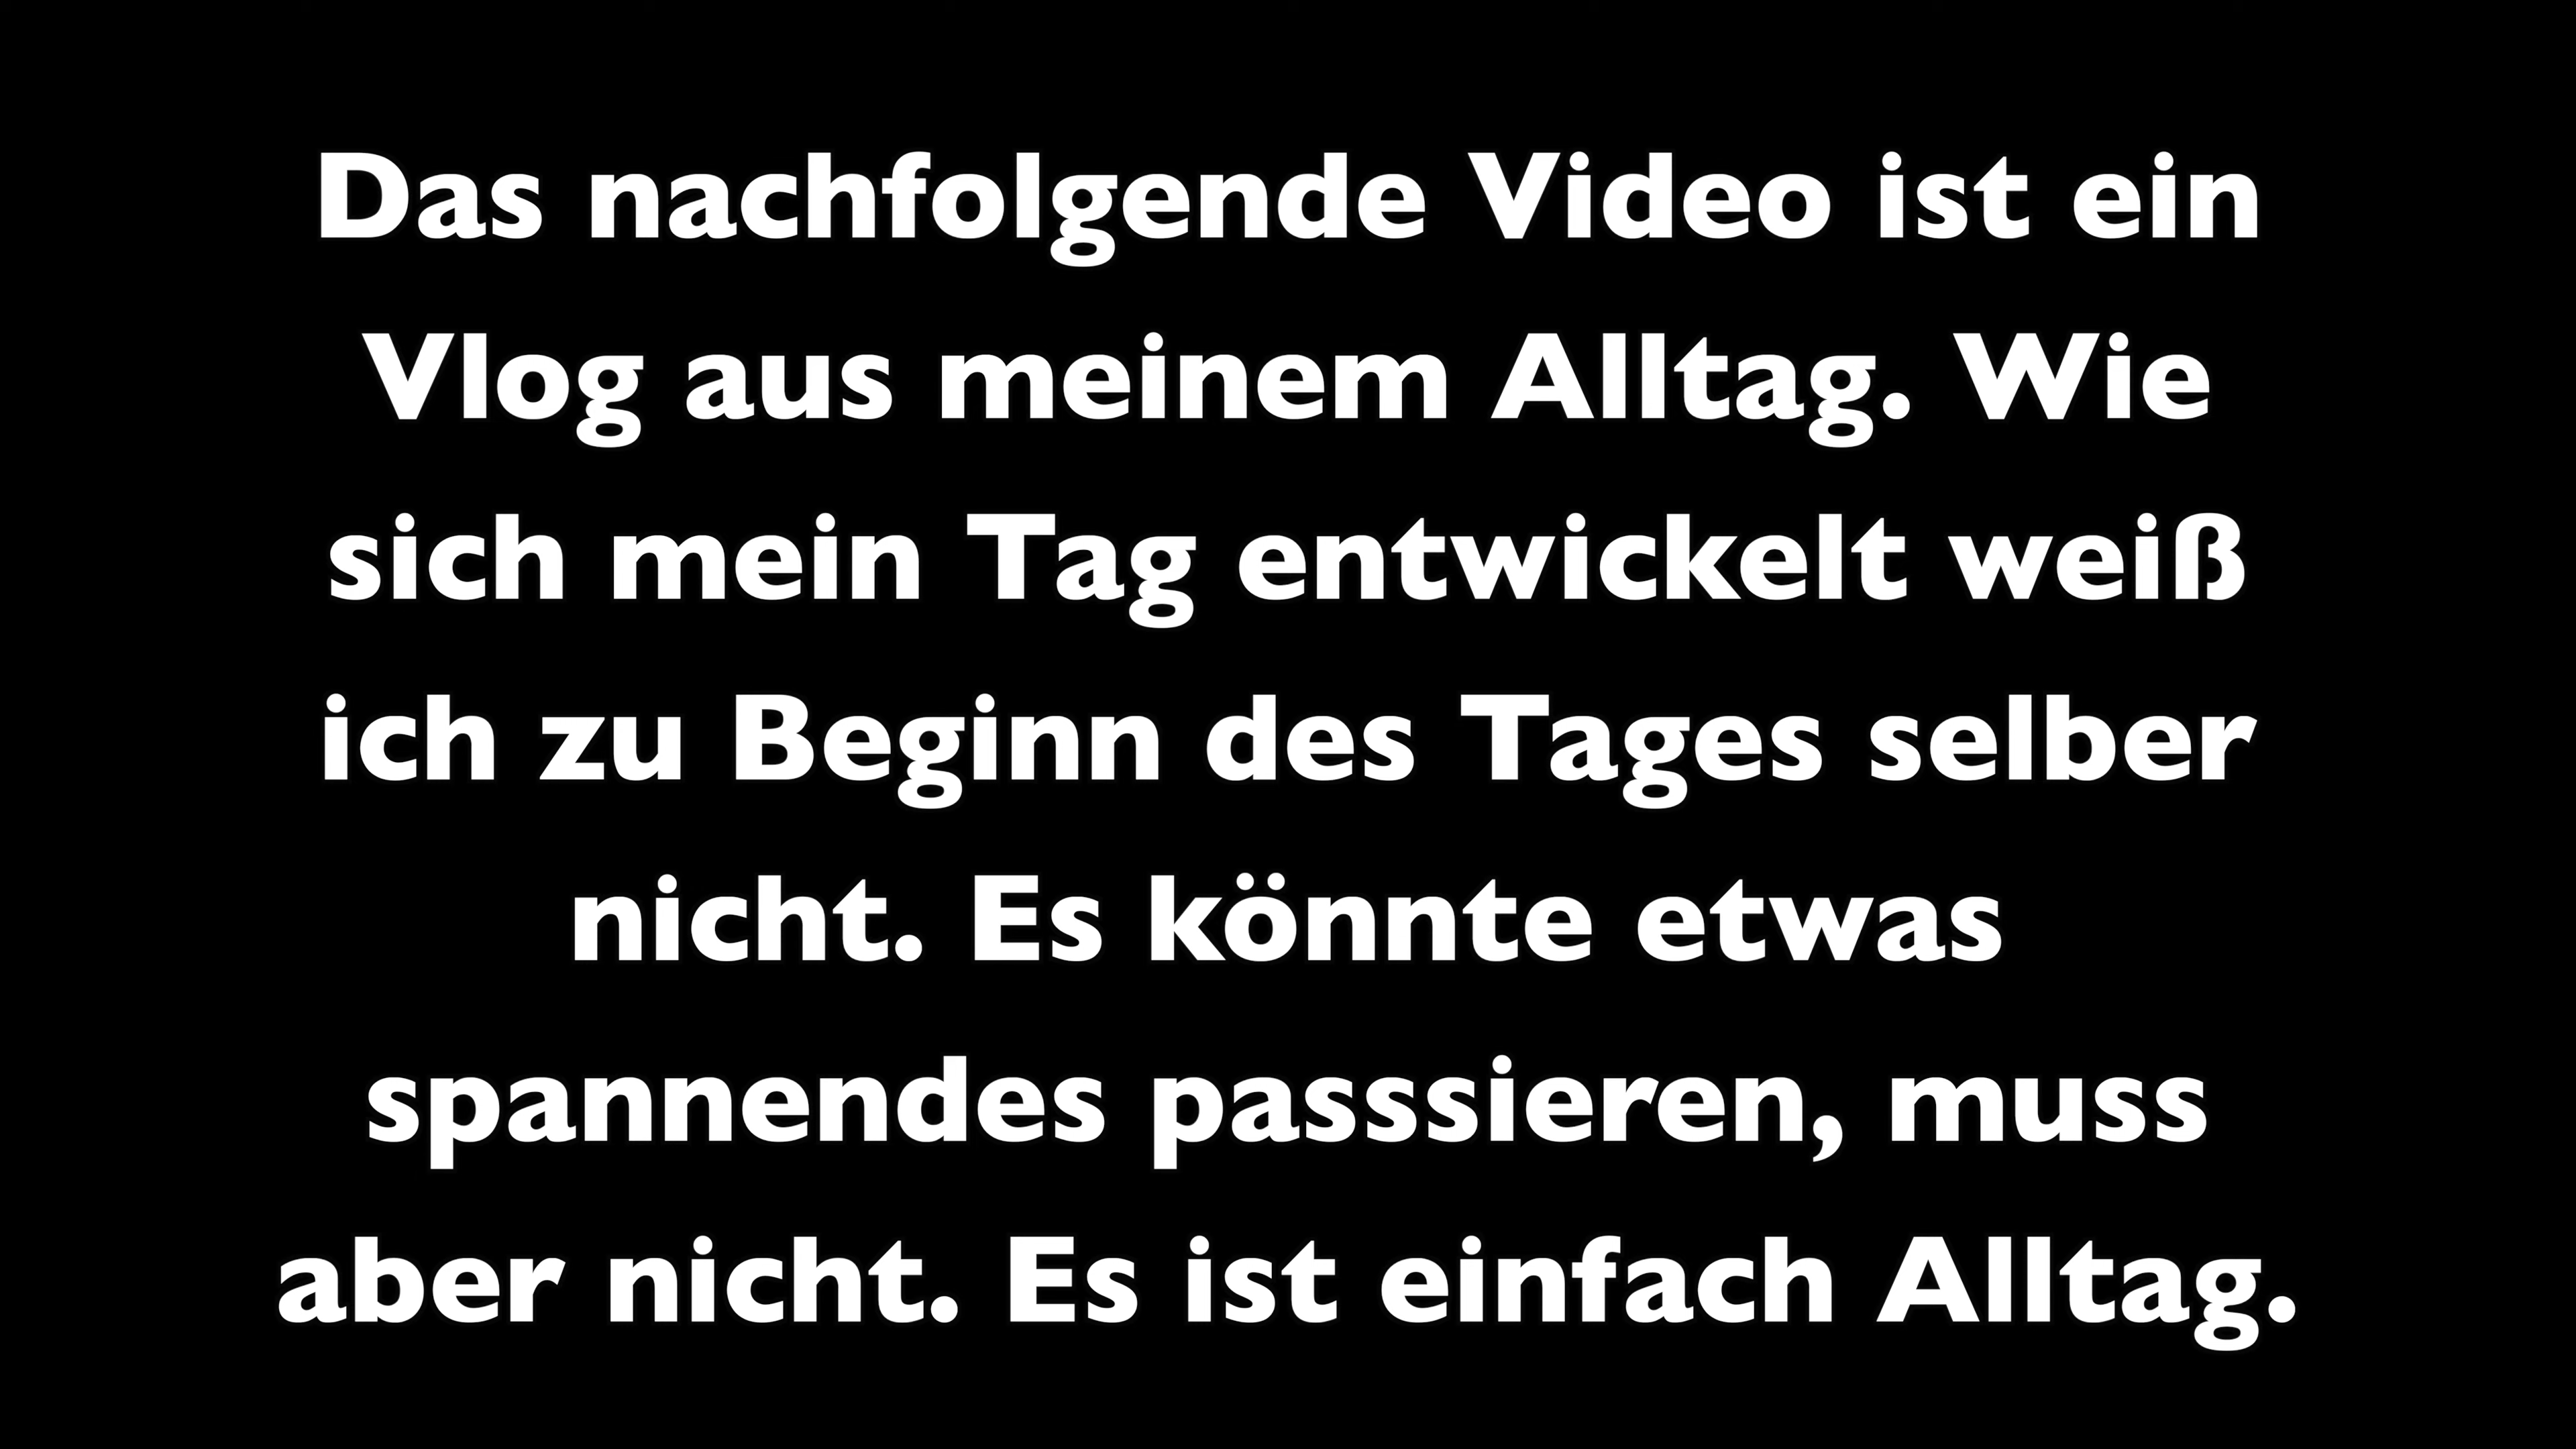 Das nachfolgende Video ist ein
Vlog aus meinem Alltag. Wie
sich mein Tag entwickelt weiß
ich zu Beginn des Tages selber
nicht. Es könnte etwas
spannendes passsieren, muss
aber nicht. Es ist einfach Alltag.